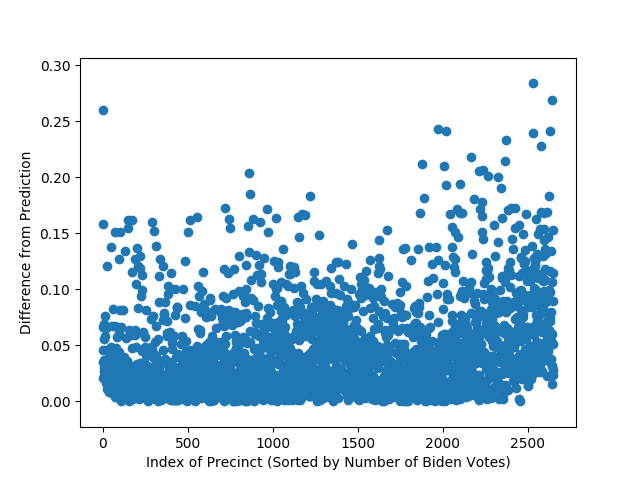 0.30
0.25
0.20
0.15
0.10
0.05
0.00
Difference from Prediction
0 500 1000 1500 2000 2500
Index of Precinct (Sorted by Number of Biden Votes)